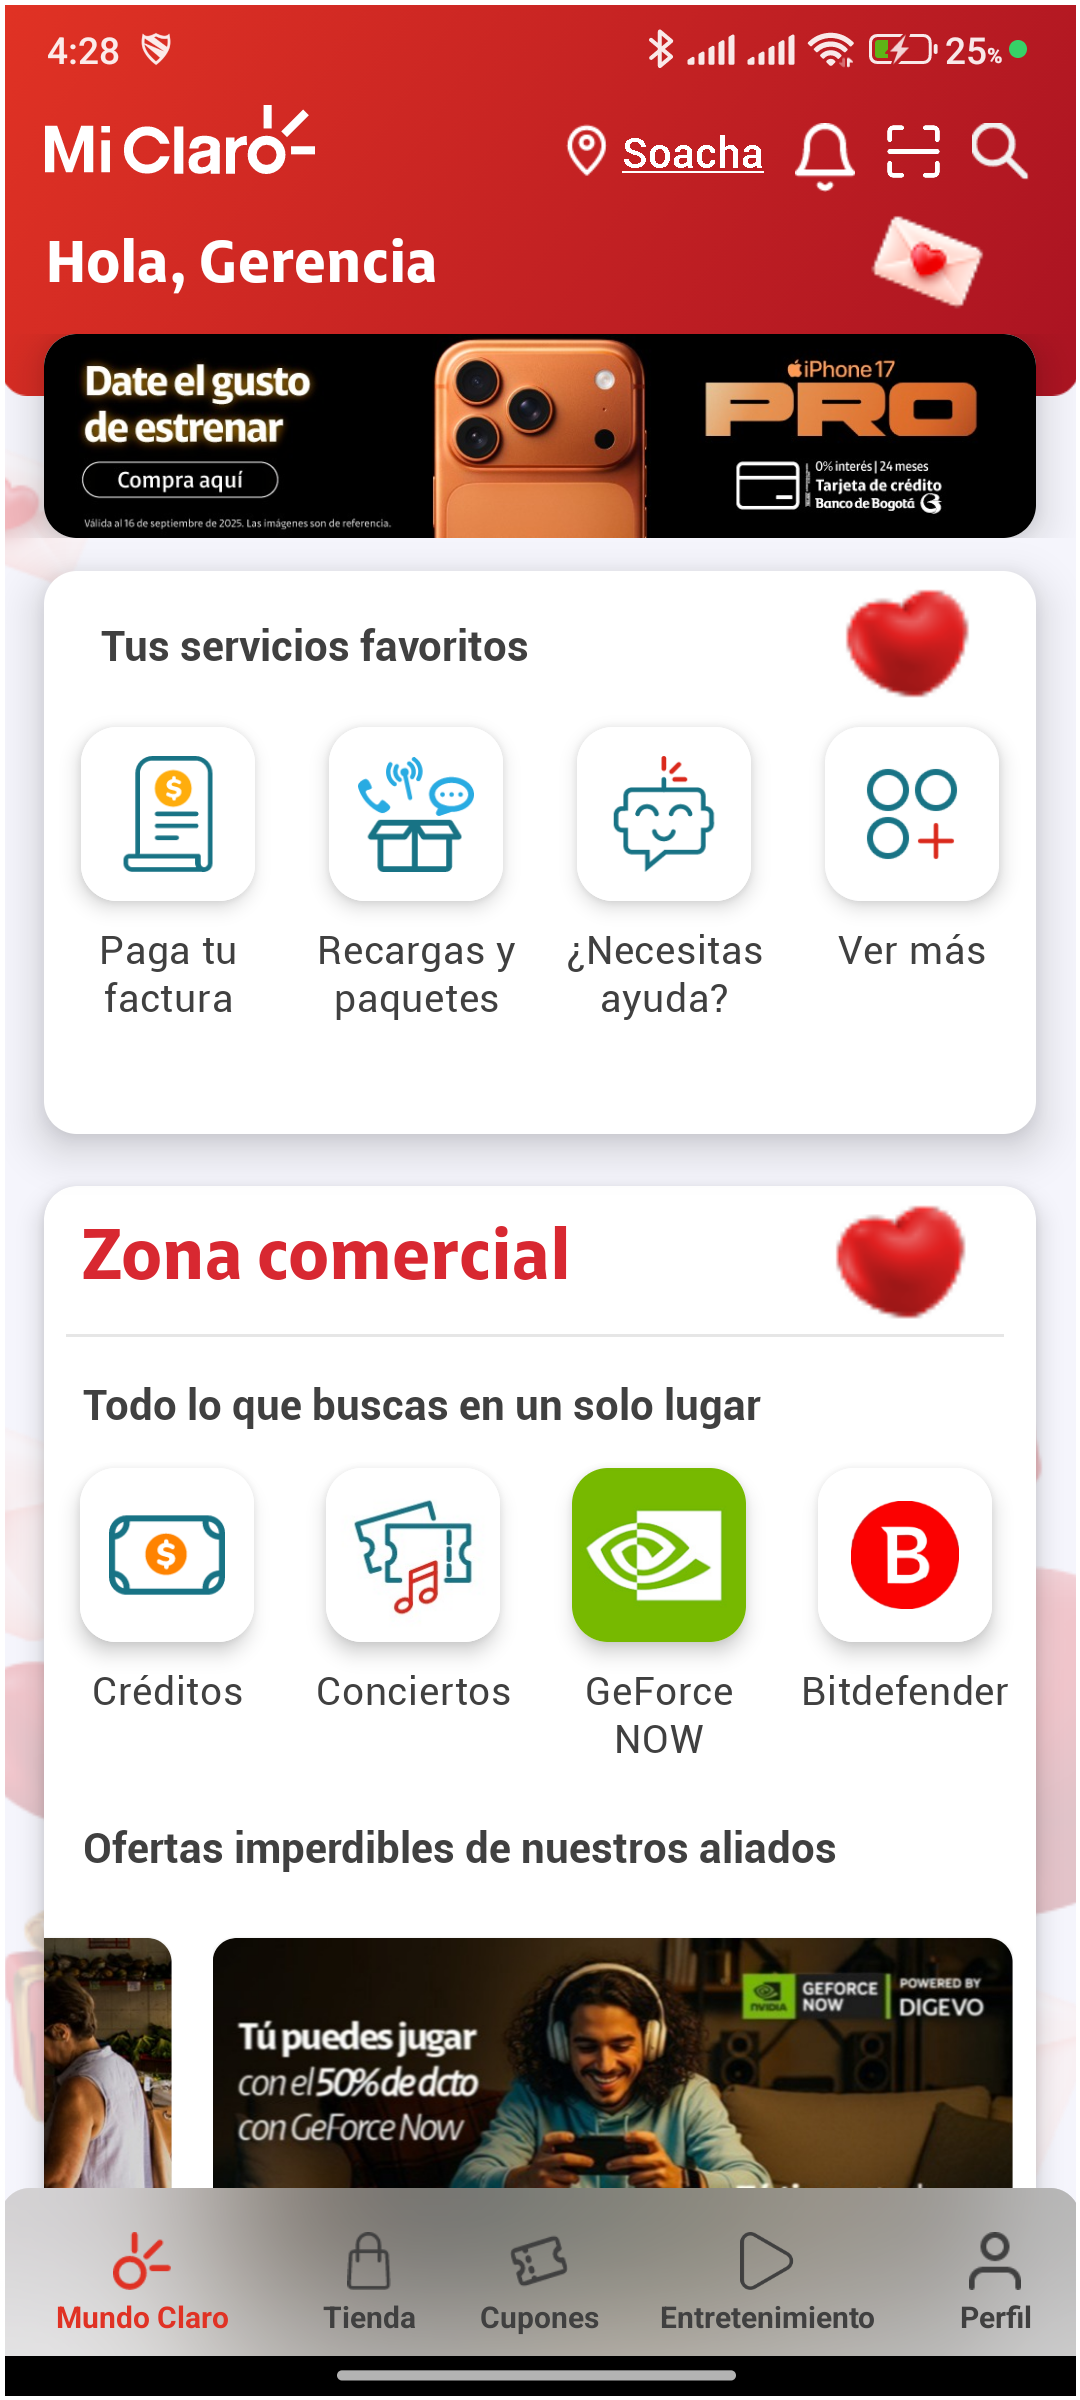 4:28
25%
Mi Claro
Soacha
Hola, Gerencia
Date el gusto
de estrenar
Compra aquí
Válida al 16 de septiembre de 2025. Las imágenes son de referencia.
iPhone 17
PRO
0% interés | 24 meses
Tarjeta de crédito
Banco de Bogotá
Tus servicios favoritos
Paga tu
factura
Recargas y
paquetes
¿Necesitas
ayuda?
Ver más
Zona comercial
Todo lo que buscas en un solo lugar
Créditos
Conciertos
GeForce
NOW
B
Bitdefender
Ofertas imperdibles de nuestros aliados
Tú puedes jugar
con el 50% de dcto
con GeForce Now
NVIDIA
GEFORCE
NOW
POWERED BY
DIGEVO
Mundo Claro
Tienda
Cupones
Entretenimiento
Perfil